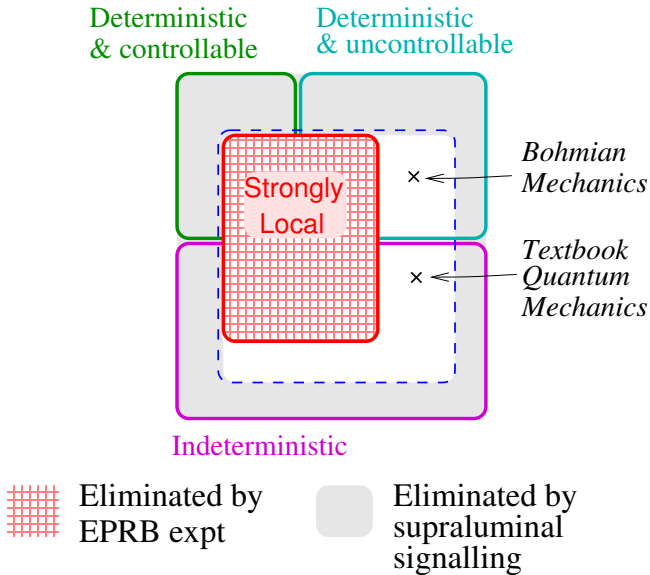 Deterministic
& controllable
Deterministic
& uncontrollable
Strongly
Local
Bohmian
Mechanics
Textbook
Quantum
Mechanics
Indeterministic
Eliminated by
EPRB expt
Eliminated by
supraluminal
signalling